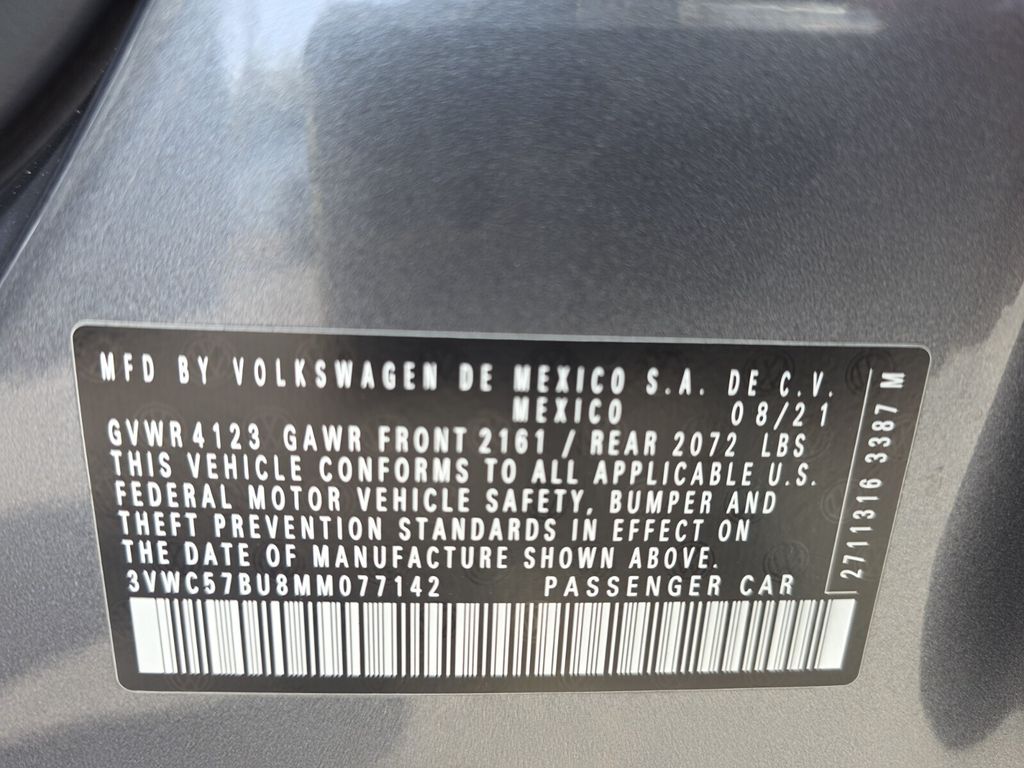 MFD BY VOLKSWAGEN DE MEXICO S.A. DE C.V.
MEXICO 08/21
GVWR 4123 GAWR FRONT 2161 / REAR 2072 LBS
THIS VEHICLE CONFORMS TO ALL APPLICABLE U.S.
FEDERAL MOTOR VEHICLE SAFETY, BUMPER AND
THEFT PREVENTION STANDARDS IN EFFECT ON
THE DATE OF MANUFACTURE SHOWN ABOVE.
3VWC57BU8MM077142 PASSENGER CAR
2711316 3387 M